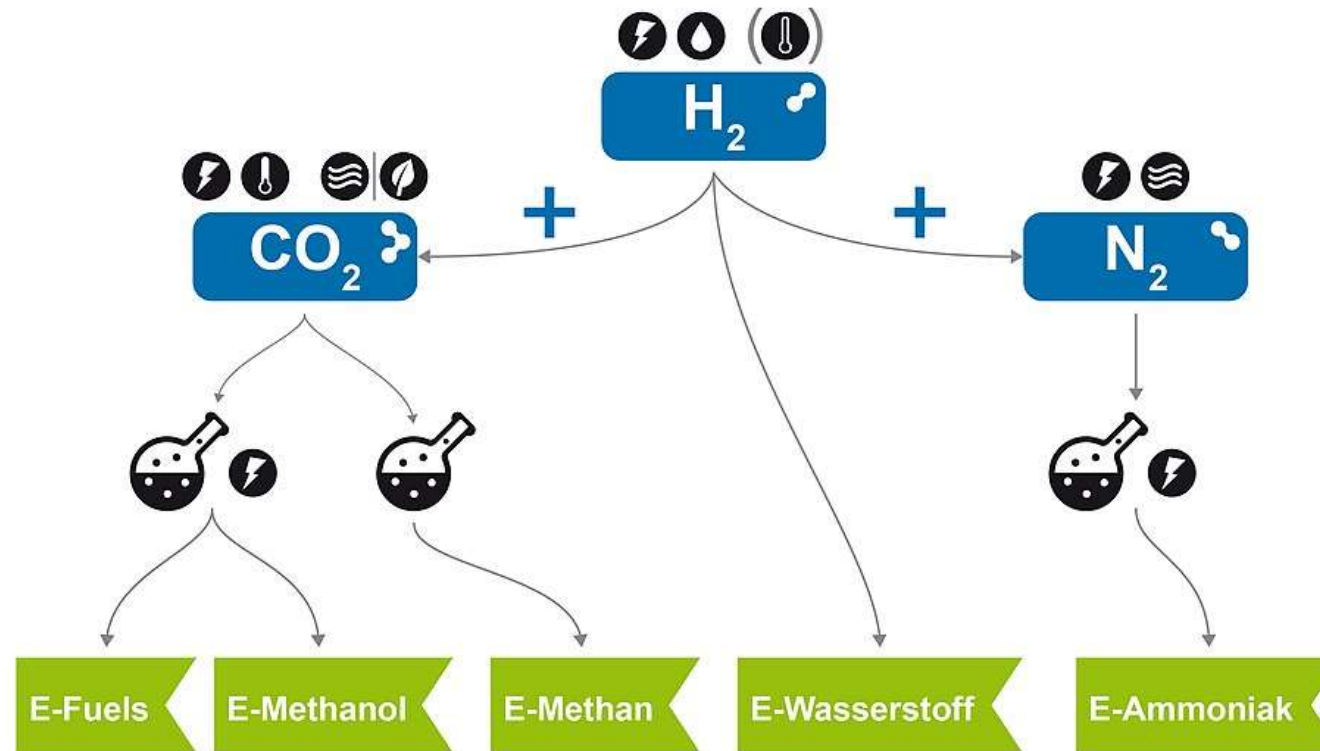 H₂
CO₂
N₂
E-Fuels
E-Methanol
E-Methan
E-Wasserstoff
E-Ammoniak